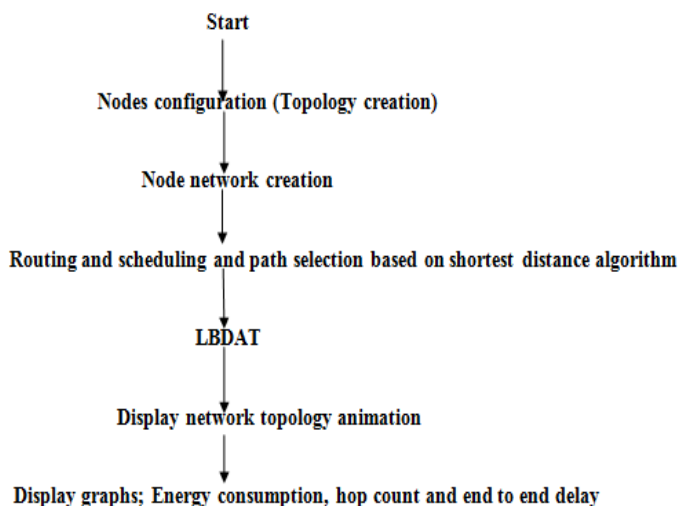 Start
Nodes configuration (Topology creation)
Node network creation
Routing and scheduling and path selection based on shortest distance algorithm
LBDAT
Display network topology animation
Display graphs; Energy consumption, hop count and end to end delay